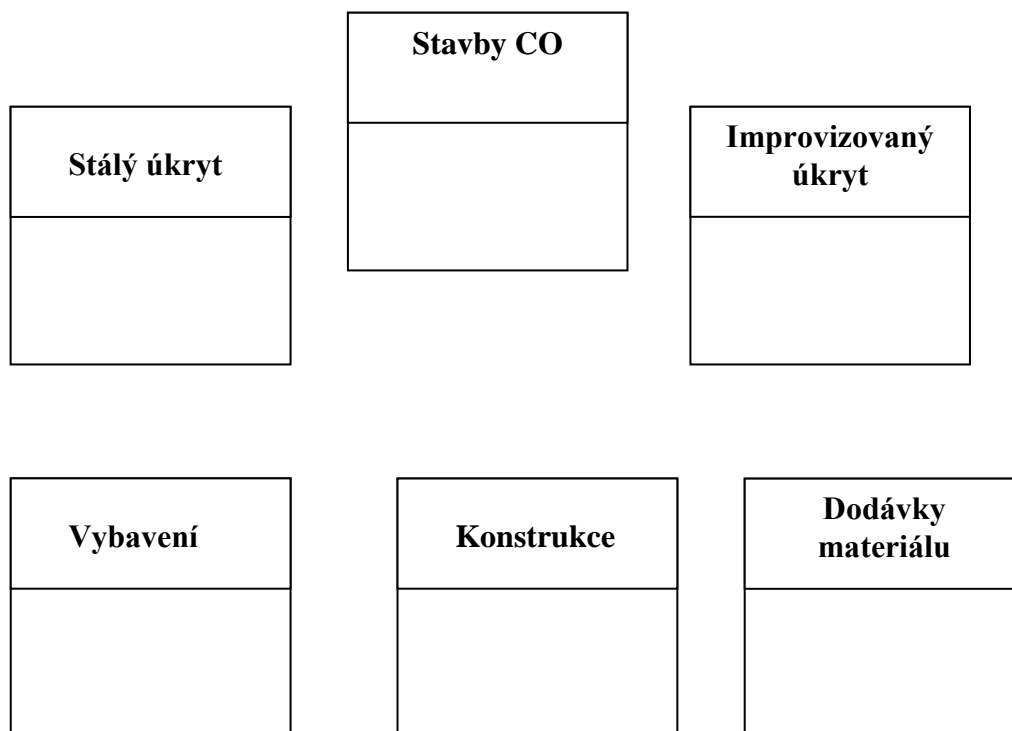 Stavby CO
Stálý úkryt
Improvizovaný
úkryt
Vybavení
Konstrukce
Dodávky
materiálu